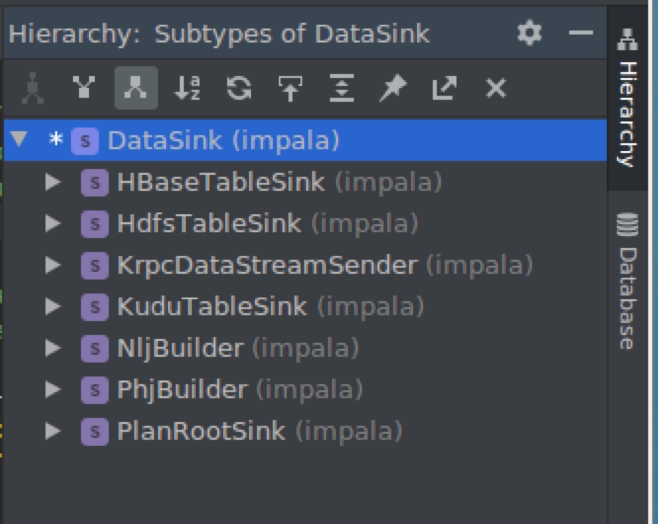 Hierarchy: Subtypes of DataSink
* s DataSink (impala)
s HBaseTableSink (impala)
s HdfsTableSink (impala)
s KrpcDataStreamSender (impala)
s KuduTableSink (impala)
s NljBuilder (impala)
s PhjBuilder (impala)
s PlanRootSink (impala)
Hierarchy
Database